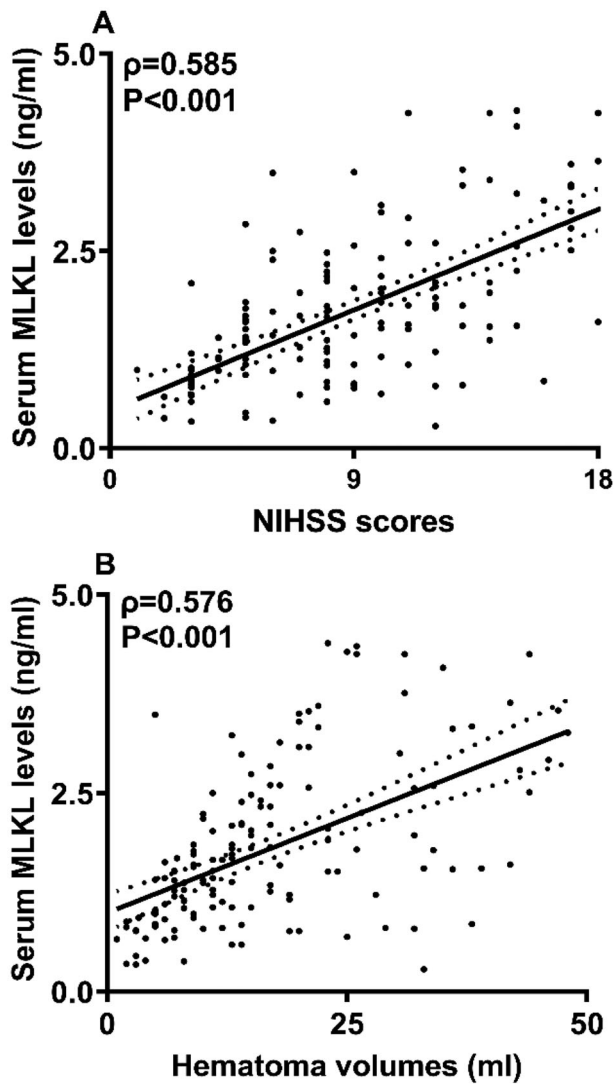 A
ρ=0.585
P<0.001
5.0
2.5
0.0
Serum MLKL levels (ng/ml)
0
9
18
NIHSS scores
B
ρ=0.576
P<0.001
5.0
2.5
0.0
Serum MLKL levels (ng/ml)
0
25
50
Hematoma volumes (ml)